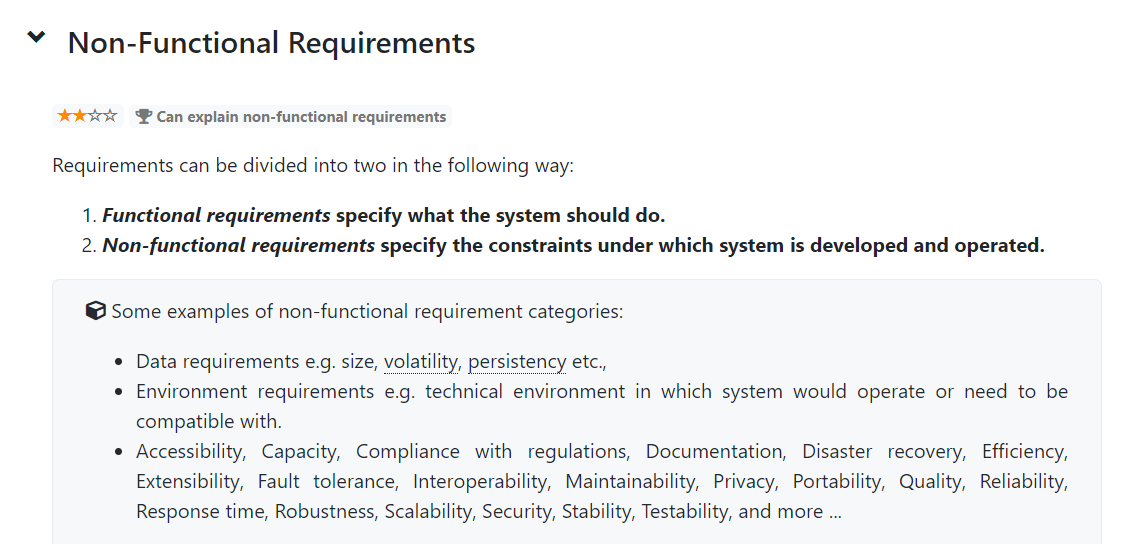 Non-Functional Requirements
★★☆☆ Can explain non-functional requirements
Requirements can be divided into two in the following way:
1. Functional requirements specify what the system should do.
2. Non-functional requirements specify the constraints under which system is developed and operated.
Some examples of non-functional requirement categories:
• Data requirements e.g. size, volatility, persistency etc.,
• Environment requirements e.g. technical environment in which system would operate or need to be
compatible with.
• Accessibility, Capacity, Compliance with regulations, Documentation, Disaster recovery, Efficiency,
Extensibility, Fault tolerance, Interoperability, Maintainability, Privacy, Portability, Quality, Reliability,
Response time, Robustness, Scalability, Security, Stability, Testability, and more ...